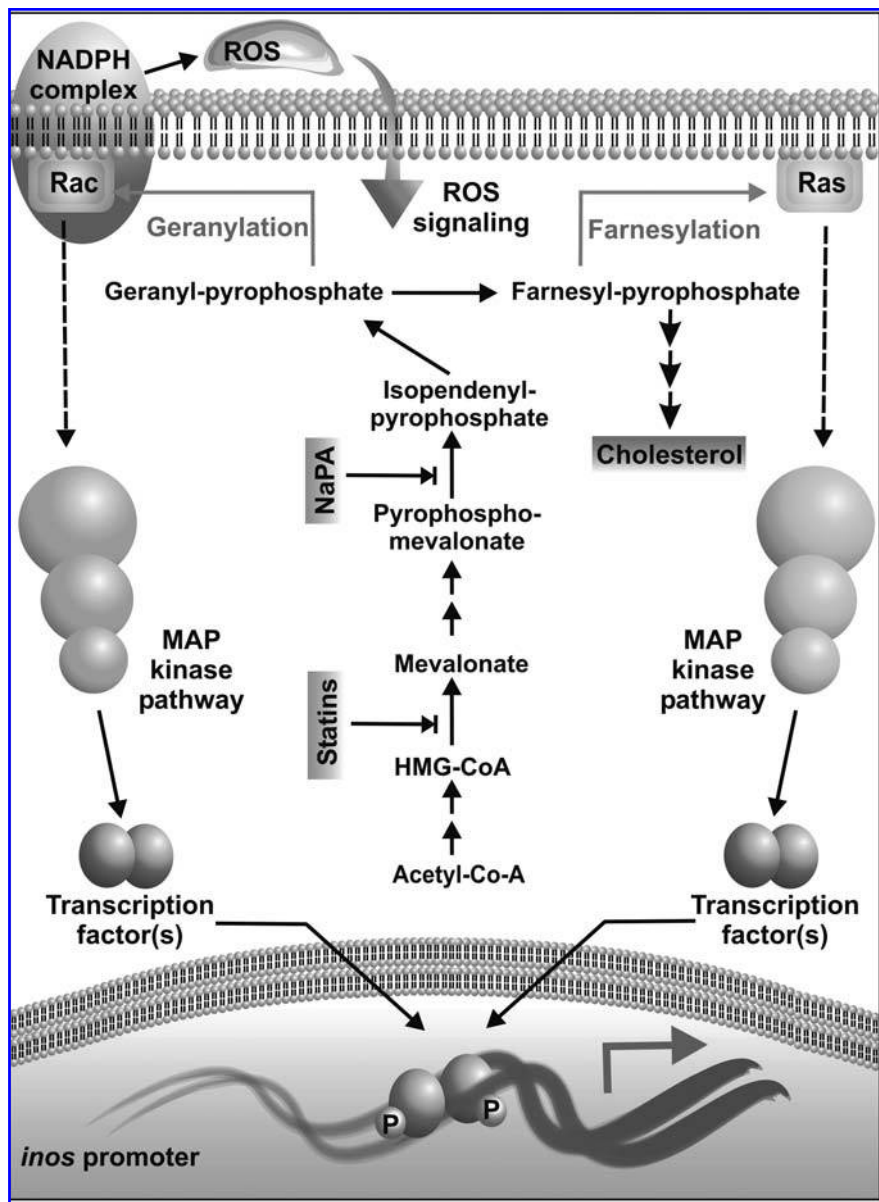 NADPH
complex
ROS
Rac
Ras
ROS
signaling
Geranylation
Farnesylation
Geranyl-pyrophosphate
Farnesyl-pyrophosphate
Isopendenyl-
pyrophosphate
Cholesterol
NaPA
Pyrophospho-
mevalonate
MAP
kinase
pathway
Mevalonate
MAP
kinase
pathway
Statins
HMG-CoA
Acetyl-Co-A
Transcription
factor(s)
Transcription
factor(s)
P
P
inos promoter